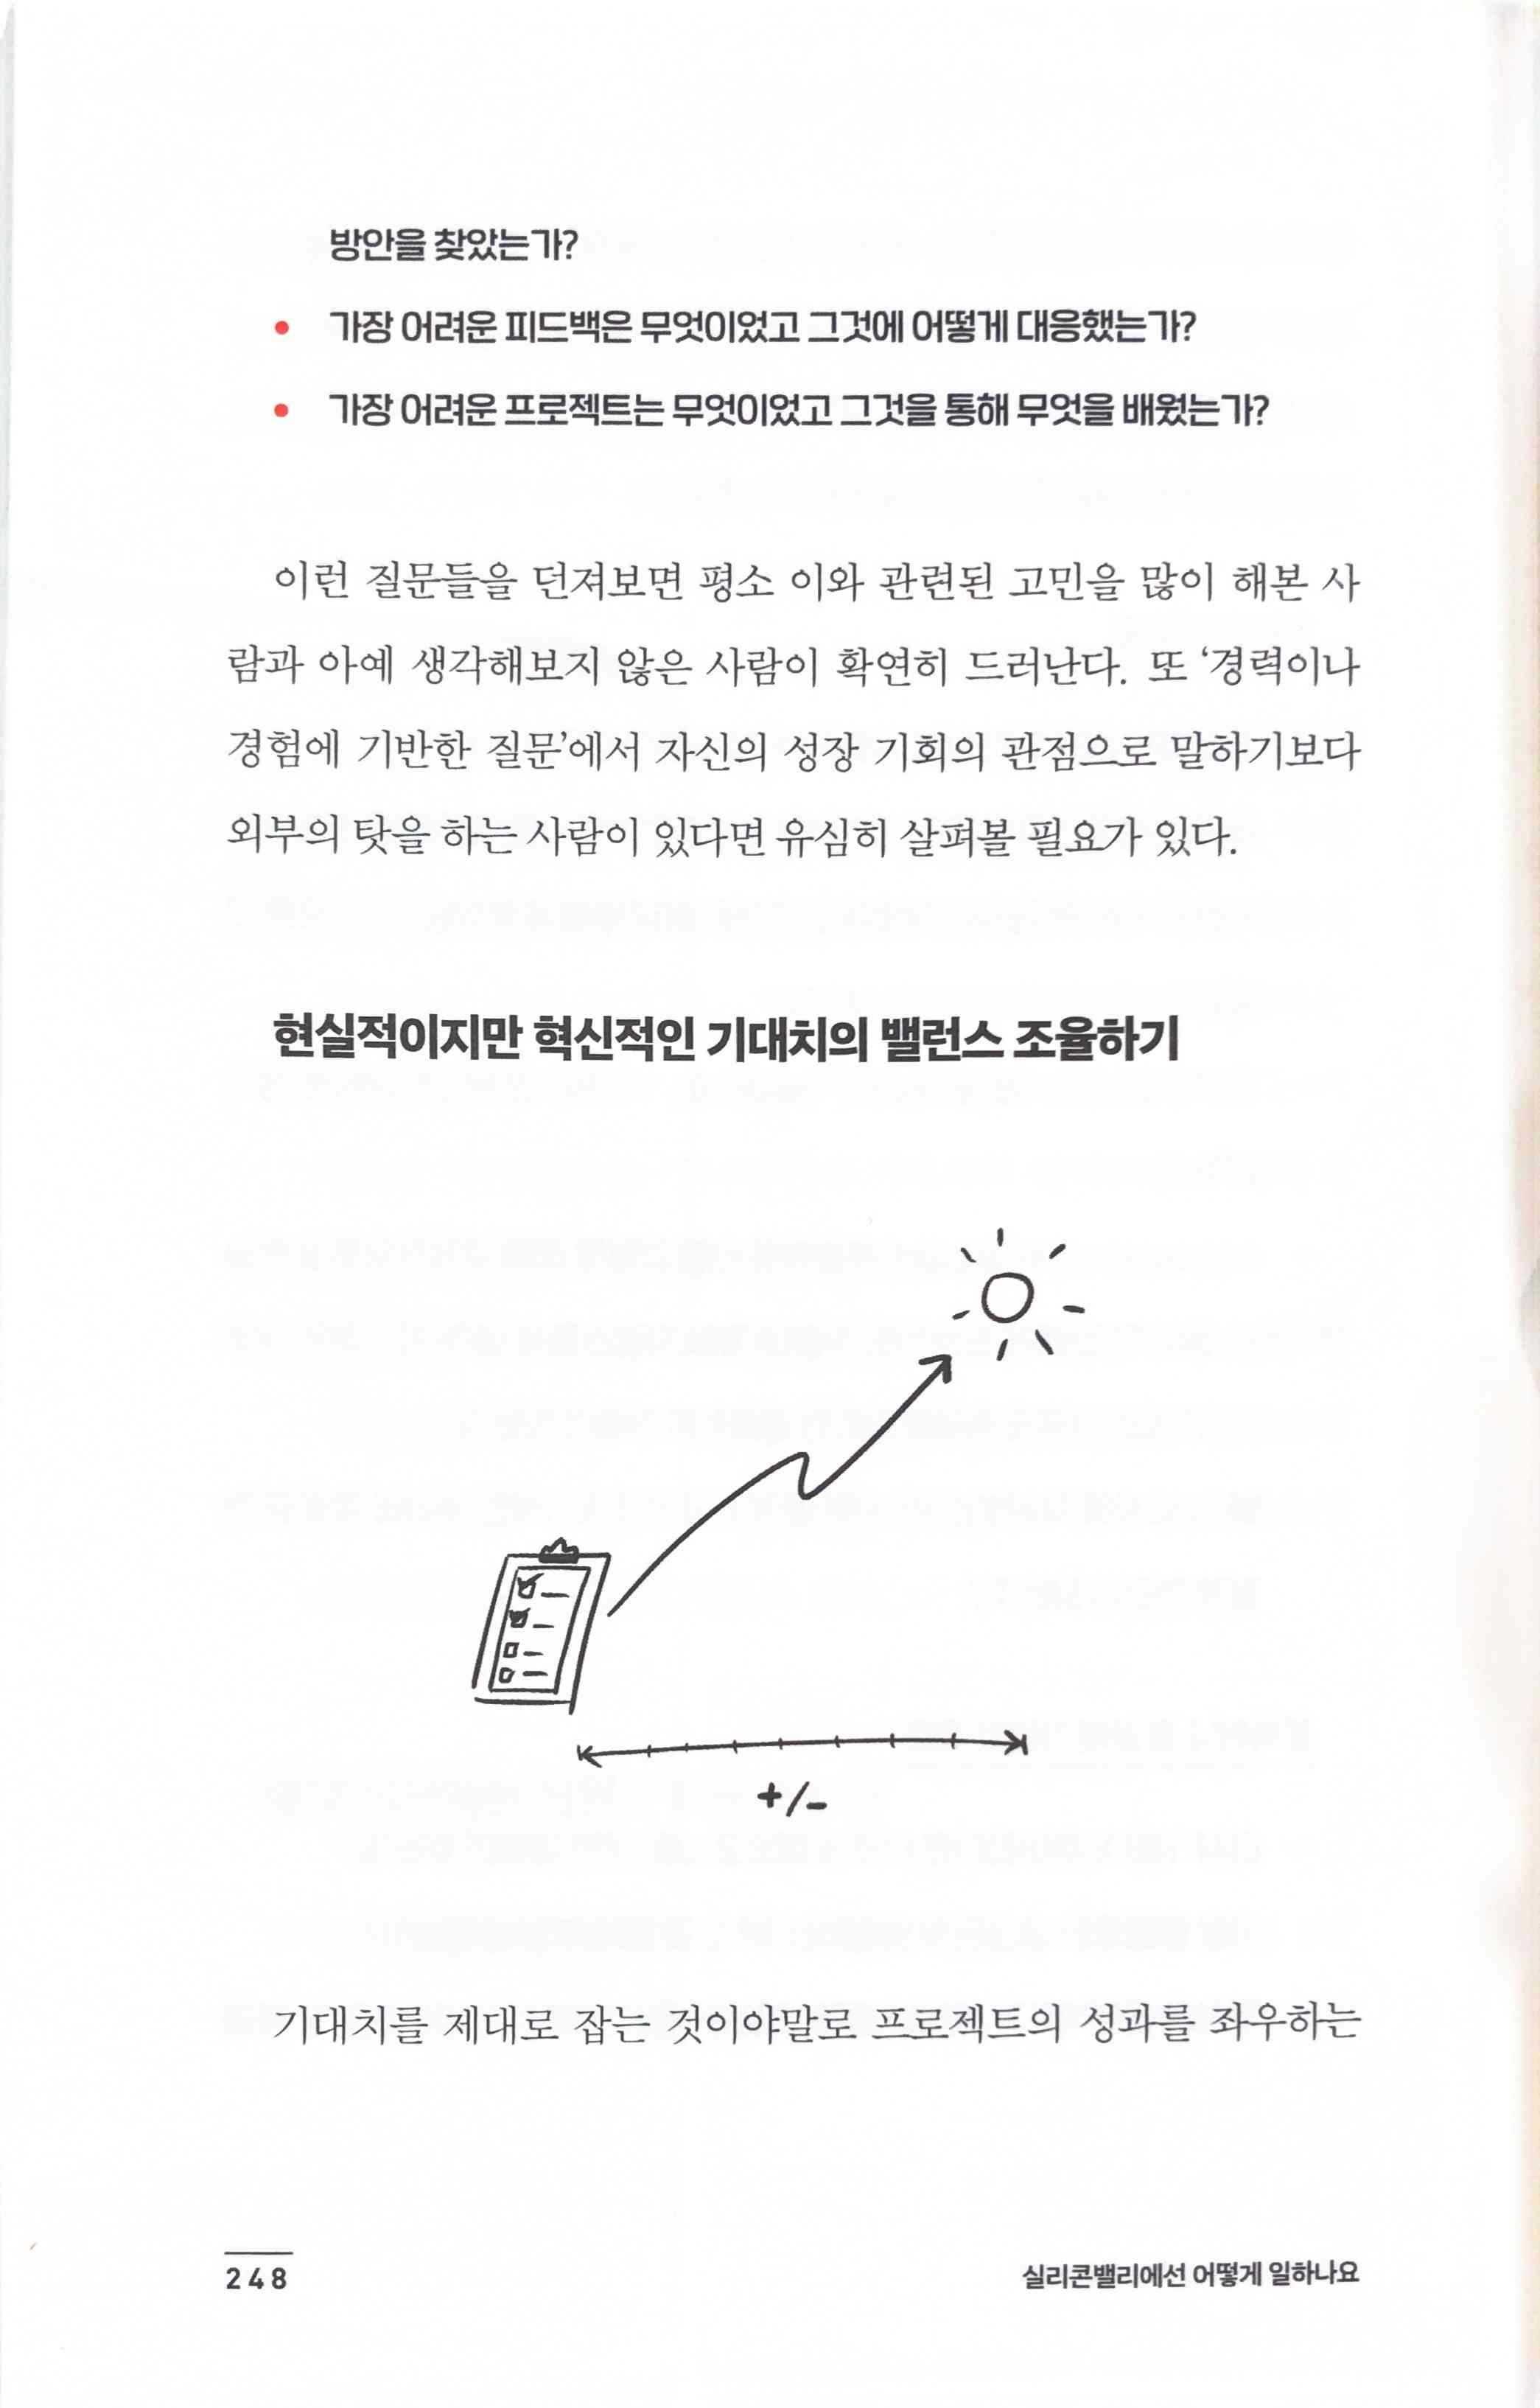 방안을 찾았는가?
• 가장 어려운 피드백은 무엇이었고 그것에 어떻게 대응했는가?
• 가장 어려운 프로젝트는 무엇이었고 그것을 통해 무엇을 배웠는가?
이런 질문들을 던져보면 평소 이와 관련된 고민을 많이 해본 사
람과 아예 생각해보지 않은 사람이 확연히 드러난다. 또 ‘경력이나
경험에 기반한 질문’에서 자신의 성장 기회의 관점으로 말하기보다
외부의 탓을 하는 사람이 있다면 유심히 살펴볼 필요가 있다.
현실적이지만 혁신적인 기대치의 밸런스 조율하기
+/-
기대치를 제대로 잡는 것이야말로 프로젝트의 성과를 좌우하는
248
실리콘밸리에선 어떻게 일하나요